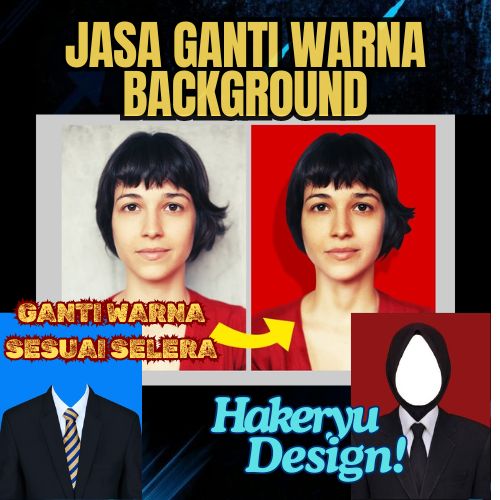 JASA GANTI WARNA
BACKGROUND
GANTI WARNA
SESUAI SELERA
Hakeryu
Design!